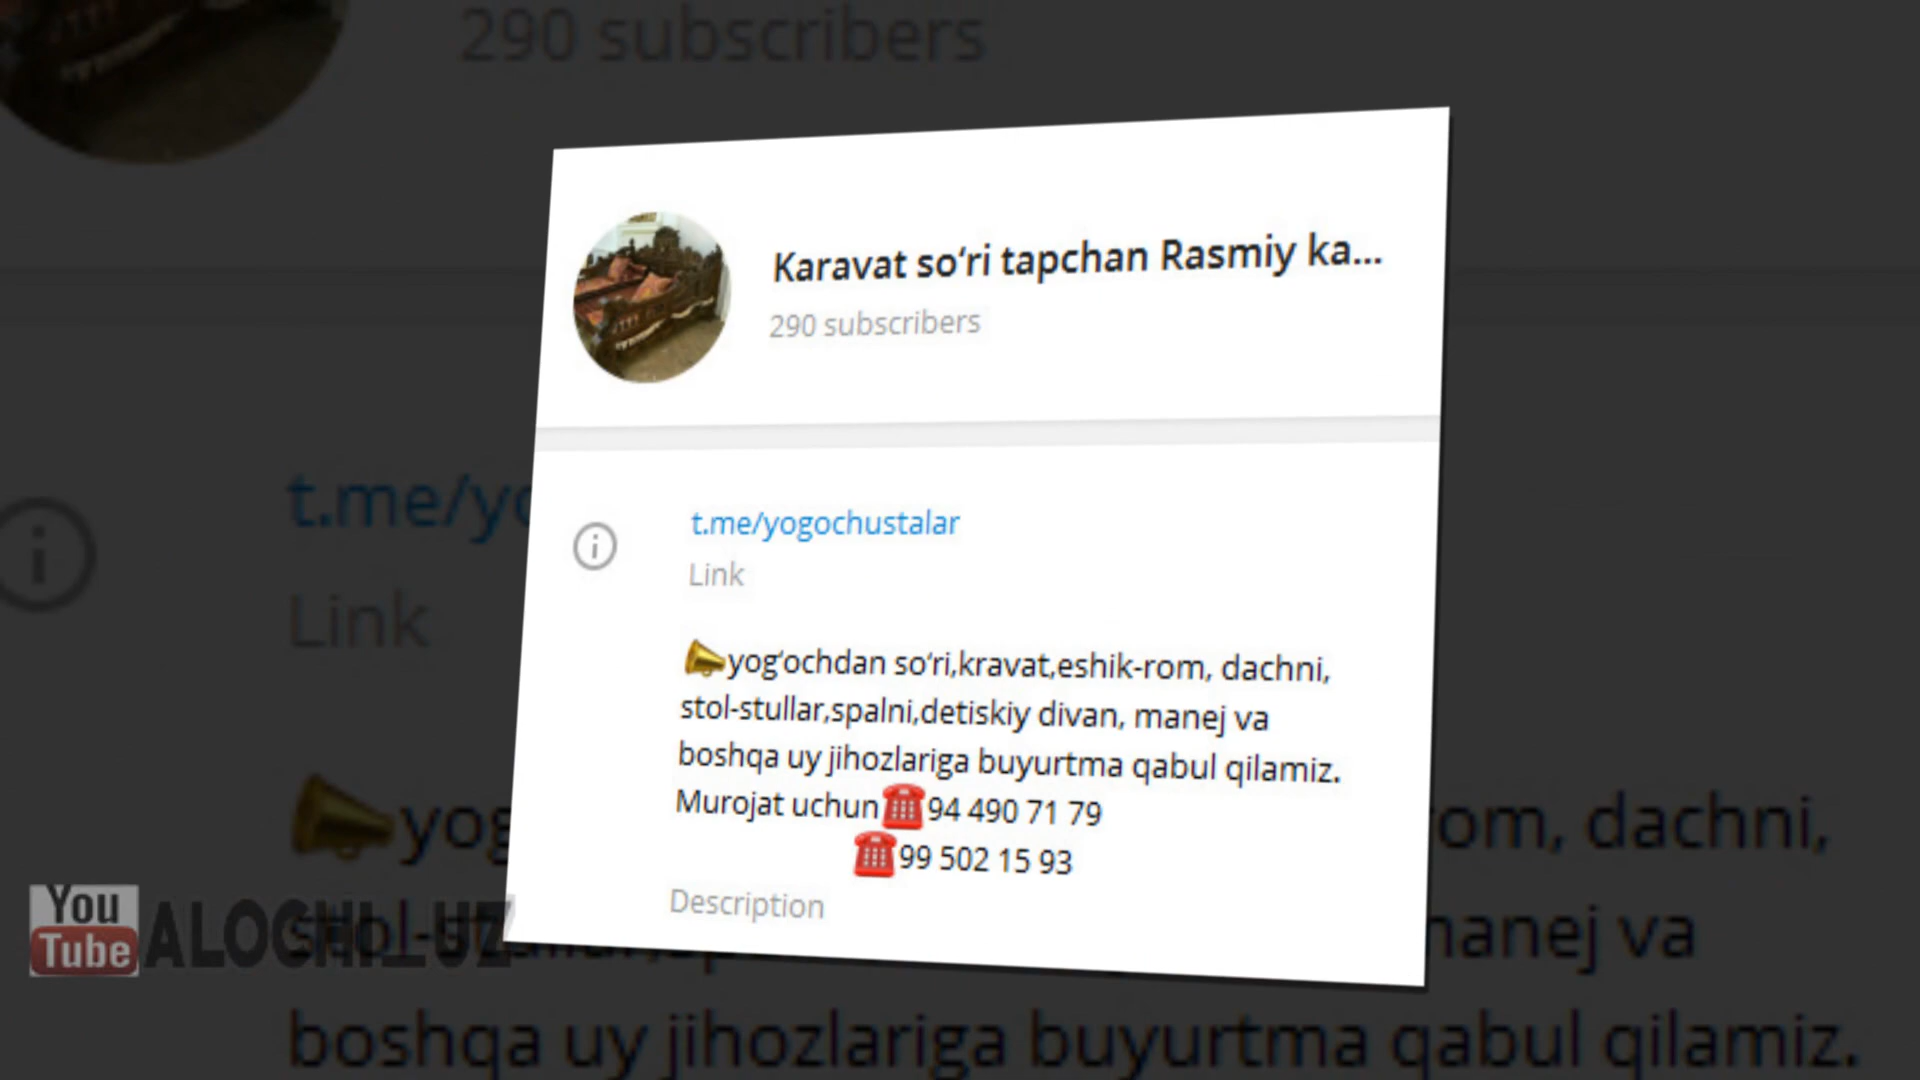 290 subscribers
Karavat so‘ri tapchan Rasmiy ka...
290 subscribers
t.me/yogochustalar
Link
yog‘ochdan so‘ri,kravat,eshik-rom, dachni,
stol-stullar,spalni,detiskiy divan, manej va
boshqa uy jihozlariga buyurtma qabul qilamiz.
Murojat uchun☎94 490 71 79
☎99 502 15 93
Description
t.me/yo
Link
yog
om, dachni,
manej va
boshqa uy jihozlariga buyurtma qabul qilamiz.
You
Tube ALOCHI_UZ